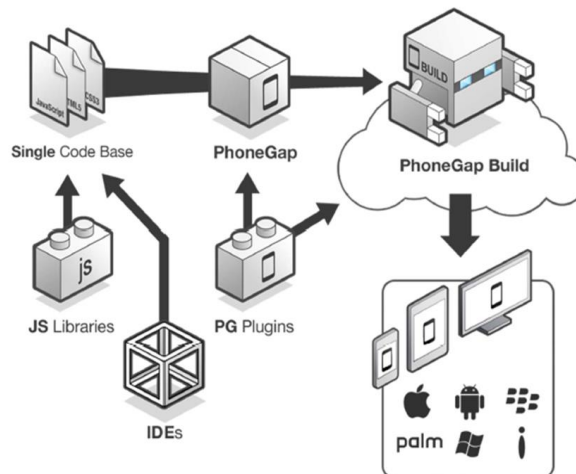 JavaScript
HTML5
CSS3
BUILD
Single Code Base
PhoneGap
PhoneGap Build
js
JS Libraries
PG Plugins
IDEs
palm